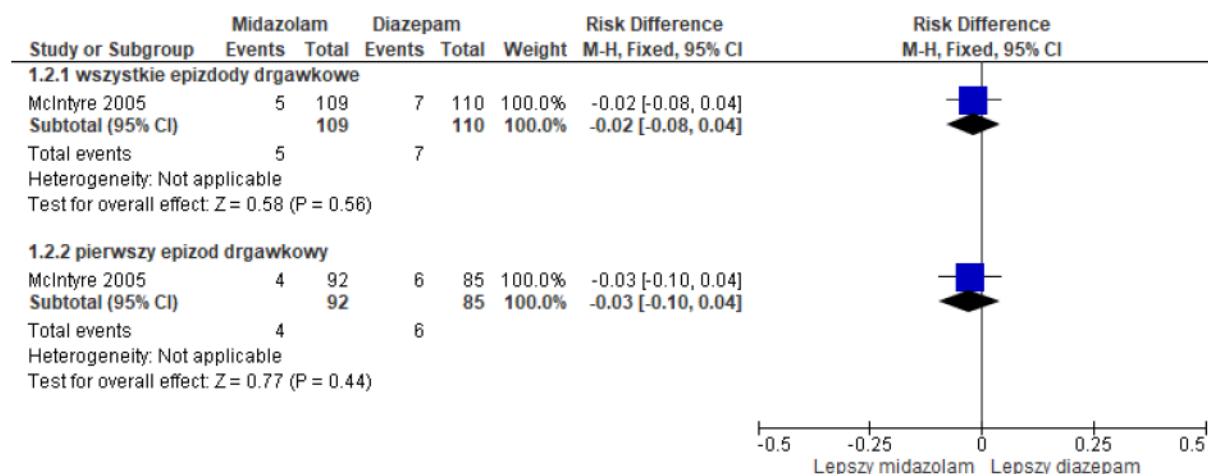 Midazolam Diazepam Risk Difference Risk Difference
Study or Subgroup Events Total Events Total Weight M-H, Fixed, 95% CI M-H, Fixed, 95% CI
1.2.1 wszystkie epizdody drgawkowe
McIntyre 2005 5 109 7 110 100.0% -0.02 [-0.08, 0.04]
Subtotal (95% CI) 109 110 100.0% -0.02 [-0.08, 0.04]
Total events 5 7
Heterogeneity: Not applicable
Test for overall effect: Z = 0.58 (P = 0.56)
1.2.2 pierwszy epizod drgawkowy
McIntyre 2005 4 92 6 85 100.0% -0.03 [-0.10, 0.04]
Subtotal (95% CI) 92 85 100.0% -0.03 [-0.10, 0.04]
Total events 4 6
Heterogeneity: Not applicable
Test for overall effect: Z = 0.77 (P = 0.44)
-0.5 -0.25 0 0.25 0.5
Lepszy midazolam Lepszy diazepam